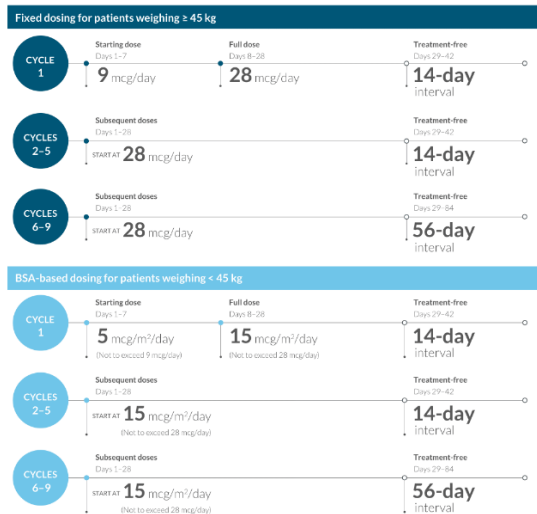 Fixed dosing for patients weighing ≥ 45 kg
CYCLE
1
Starting dose
Days 1–7
9 mcg/day
Full dose
Days 8–28
28 mcg/day
Treatment-free
Days 29–42
14-day
interval
CYCLES
2–5
Subsequent doses
Days 1–28
START AT 28 mcg/day
Treatment-free
Days 29–42
14-day
interval
CYCLES
6–9
Subsequent doses
Days 1–28
START AT 28 mcg/day
Treatment-free
Days 29–84
56-day
interval
BSA-based dosing for patients weighing < 45 kg
CYCLE
1
Starting dose
Days 1–7
5 mcg/m²/day
(Not to exceed 9 mcg/day)
Full dose
Days 8–28
15 mcg/m²/day
(Not to exceed 28 mcg/day)
Treatment-free
Days 29–42
14-day
interval
CYCLES
2–5
Subsequent doses
Days 1–28
START AT 15 mcg/m²/day
(Not to exceed 28 mcg/day)
Treatment-free
Days 29–42
14-day
interval
CYCLES
6–9
Subsequent doses
Days 1–28
START AT 15 mcg/m²/day
(Not to exceed 28 mcg/day)
Treatment-free
Days 29–84
56-day
interval